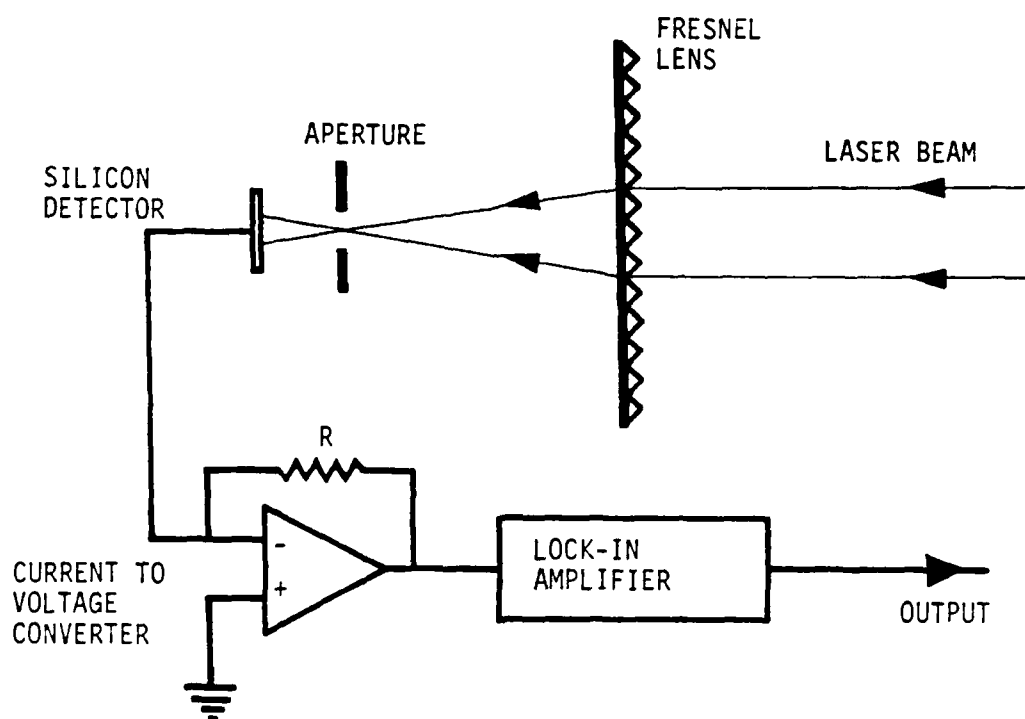 FRESNEL
LENS
APERTURE
LASER BEAM
SILICON
DETECTOR
R
-
+
CURRENT TO
VOLTAGE
CONVERTER
LOCK-IN
AMPLIFIER
OUTPUT